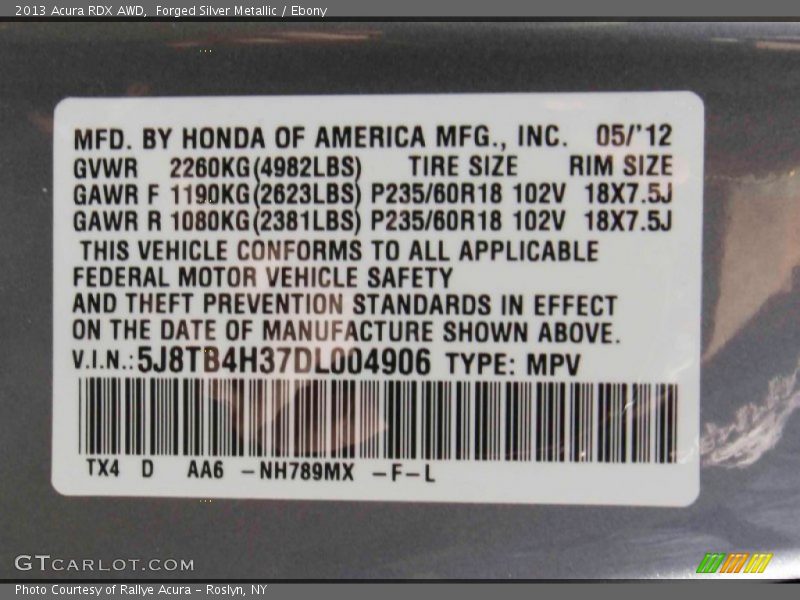 2013 Acura RDX AWD,  Forged Silver Metallic / Ebony
MFD. BY HONDA OF AMERICA MFG., INC. 05/'12
GVWR 2260KG(4982LBS) TIRE SIZE RIM SIZE
GAWR F 1190KG(2623LBS) P235/60R18 102V 18X7.5J
GAWR R 1080KG(2381LBS) P235/60R18 102V 18X7.5J
THIS VEHICLE CONFORMS TO ALL APPLICABLE
FEDERAL MOTOR VEHICLE SAFETY
AND THEFT PREVENTION STANDARDS IN EFFECT
ON THE DATE OF MANUFACTURE SHOWN ABOVE.
V.I.N.: 5J8TB4H37DL004906 TYPE: MPV
TX4 D AA6 -NH789MX -F-L
GTCARLOT.COM
Photo Courtesy of Rallye Acura - Roslyn, NY